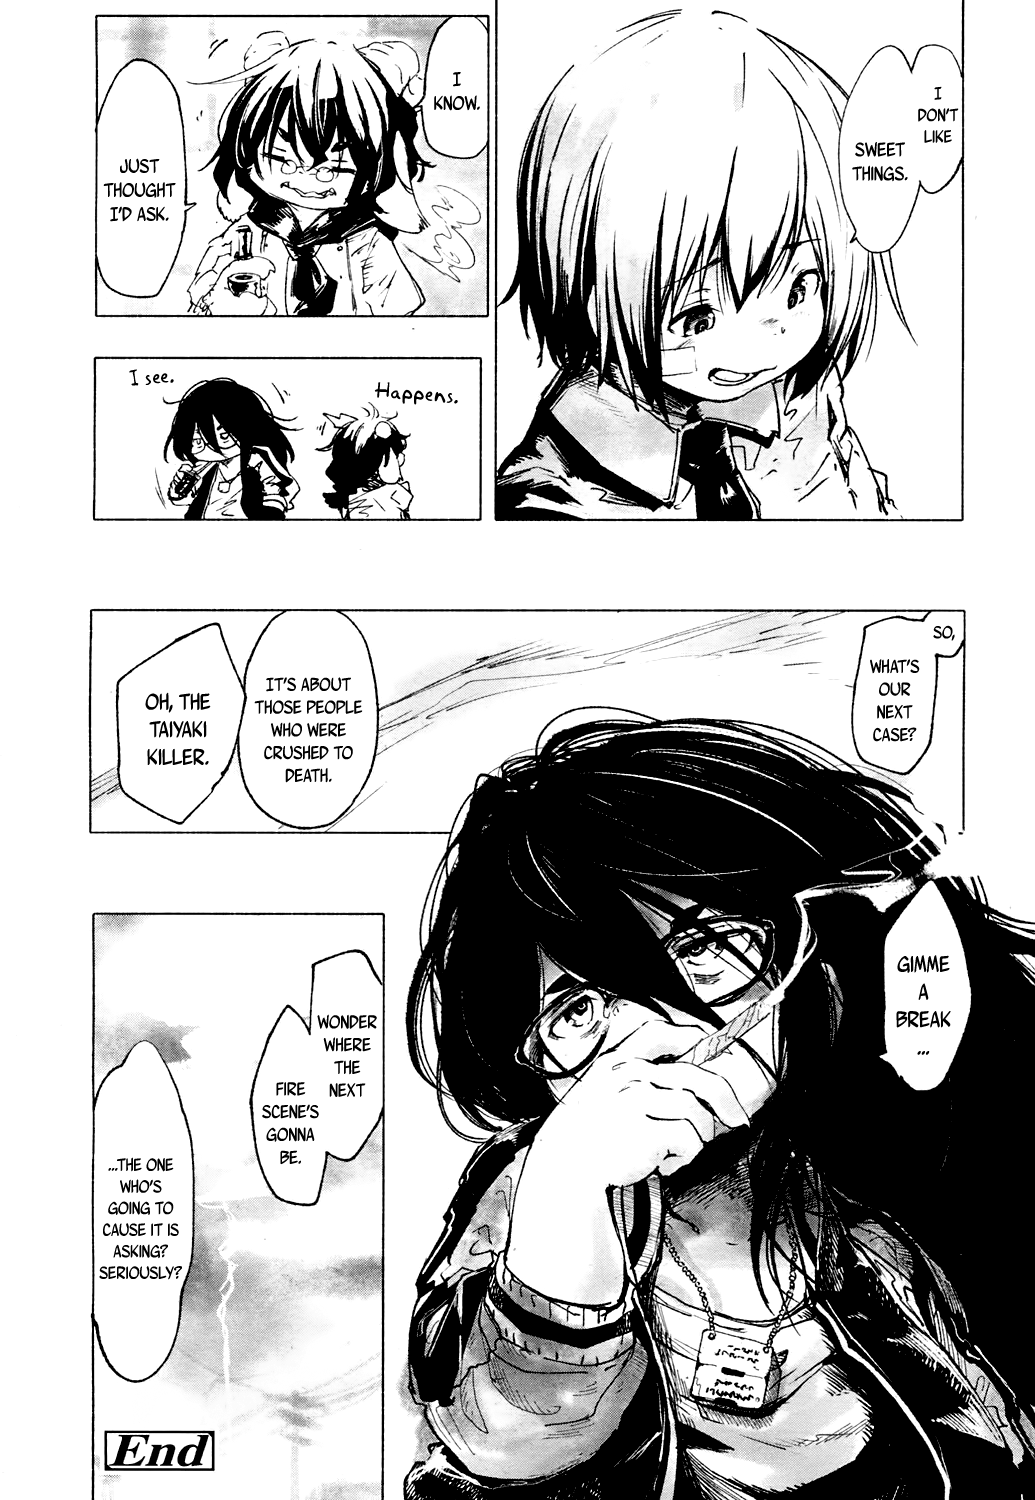 I
DON'T
LIKE
SWEET
THINGS.
I
KNOW.
JUST
THOUGHT
I'D ASK.
I see.
Happens.
SO,
WHAT'S
OUR
NEXT
CASE?
IT'S ABOUT
THOSE PEOPLE
WHO WERE
CRUSHED TO
DEATH.
OH, THE
TAIYAKI
KILLER.
GIMME
A
BREAK
...
WONDER
WHERE
THE
NEXT
FIRE
SCENE'S
GONNA
BE.
...THE ONE
WHO'S
GOING TO
CAUSE IT IS
ASKING?
SERIOUSLY?
End